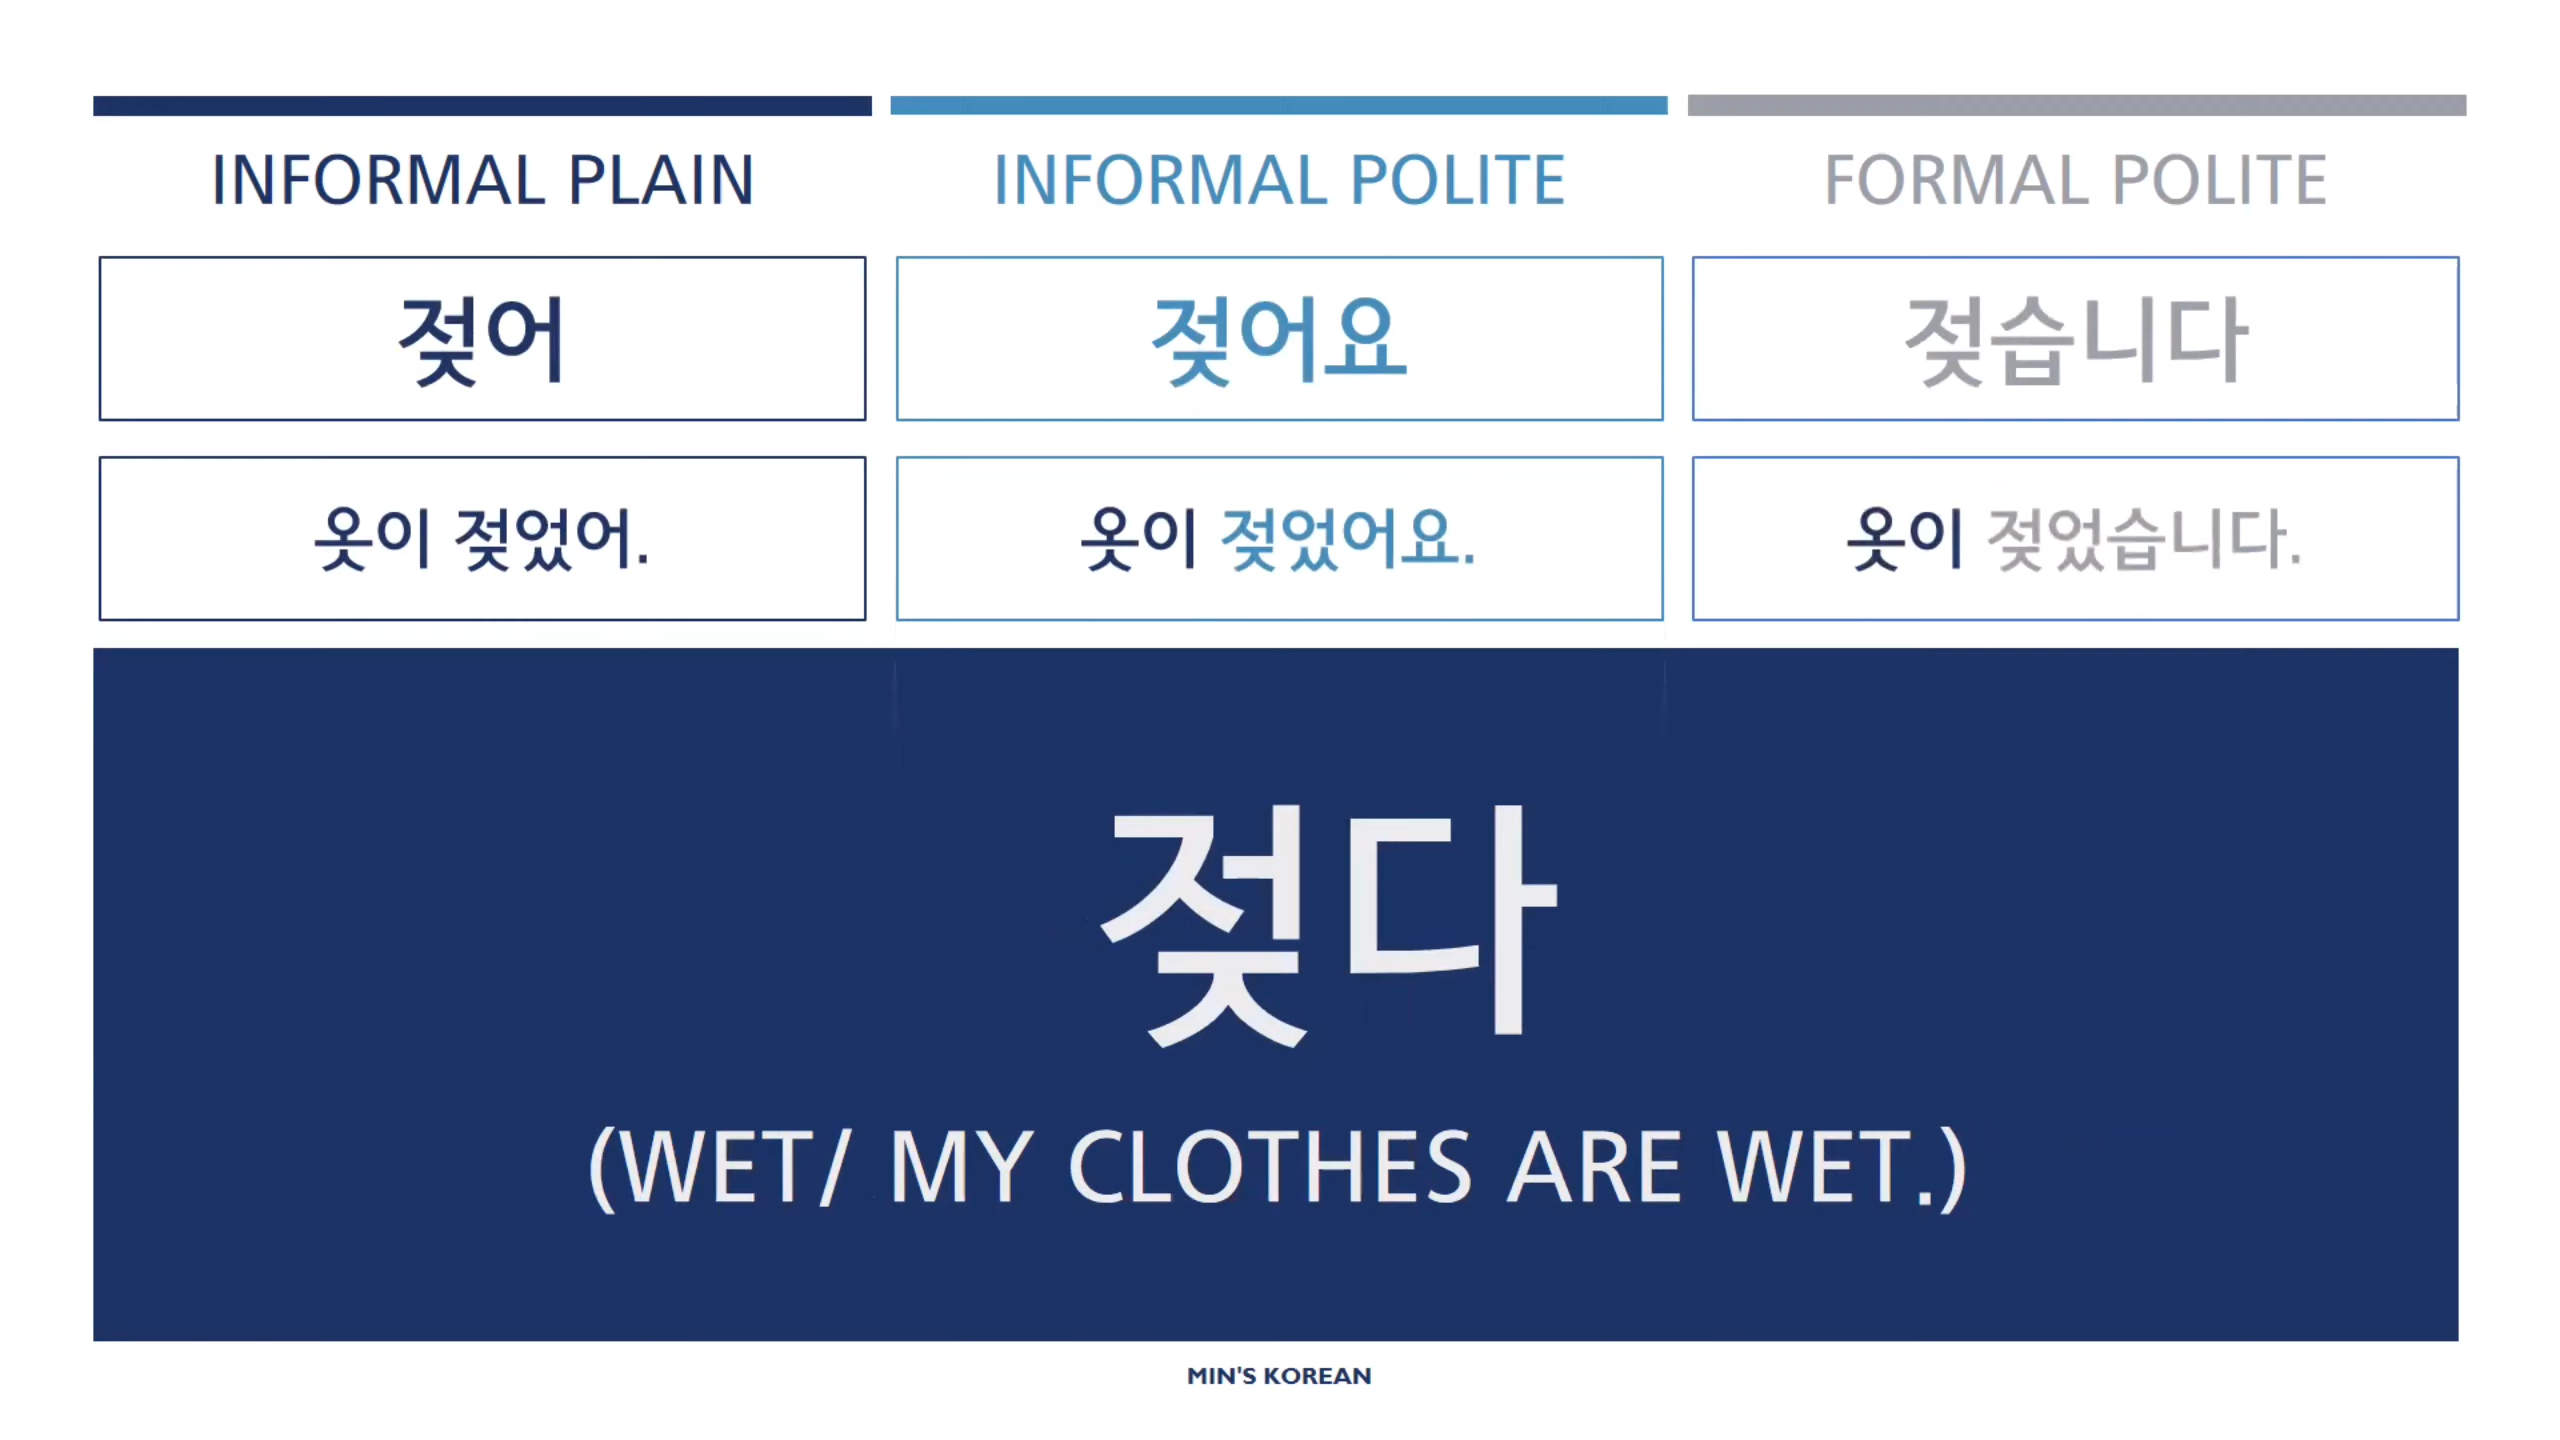 INFORMAL PLAIN
INFORMAL POLITE
FORMAL POLITE
젖어
젖어요
젖습니다
옷이 젖었어.
옷이 젖었어요.
옷이 젖었습니다.
젖다
(WET/ MY CLOTHES ARE WET.)
MIN'S KOREAN